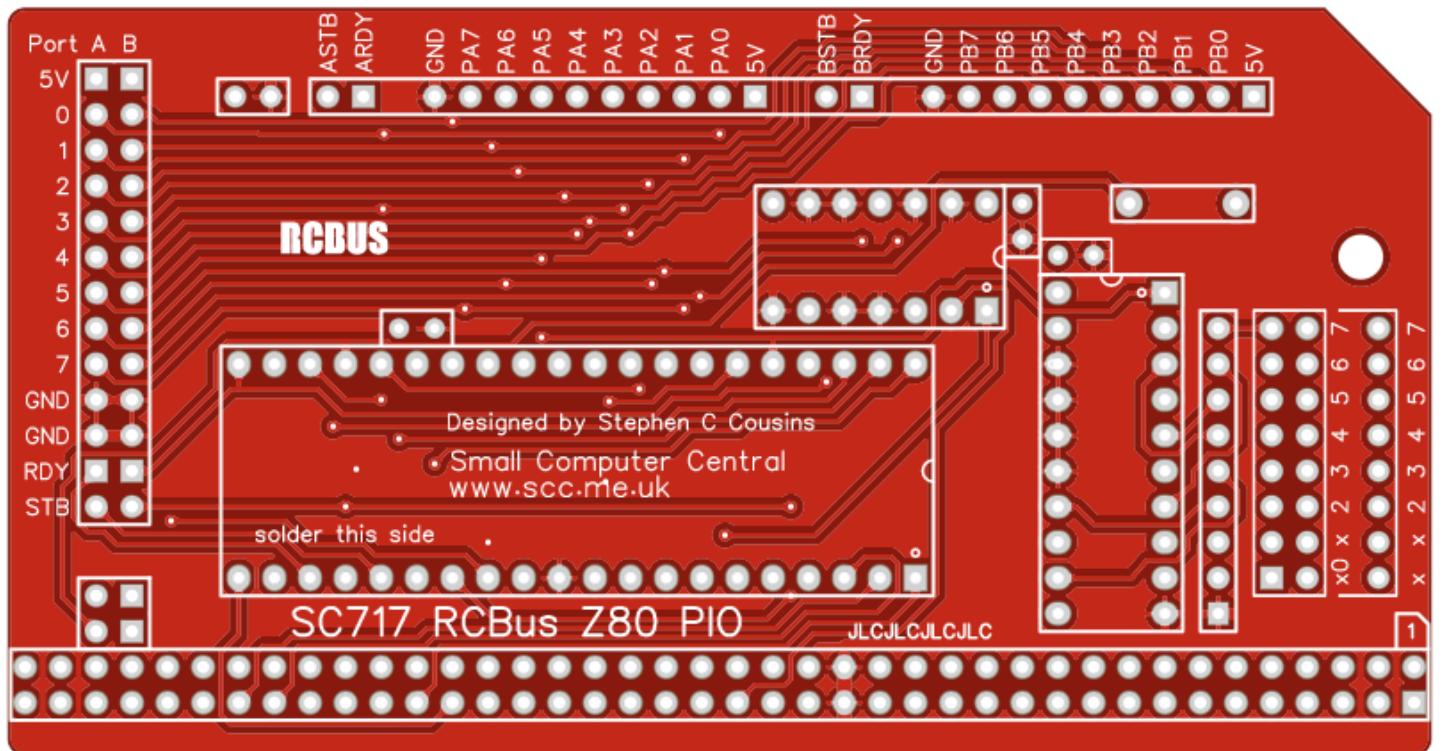 Port A B
5V
0
1
2
3
4
5
6
7
GND
GND
RDY
STB
ASTB
ARDY
GND
PA7
PA6
PA5
PA4
PA3
PA2
PA1
PA0
5V
BSTB
BRDY
GND
PB7
PB6
PB5
PB4
PB3
PB2
PB1
PB0
5V
RCBUS
Designed by Stephen C Cousins
Small Computer Central
www.scc.me.uk
solder this side
SC717 RCBus Z80 PIO
JLCJLCJLCJLC
7 7
6 6
5 5
4 4
3 3
2 2
x x
x0 x
1